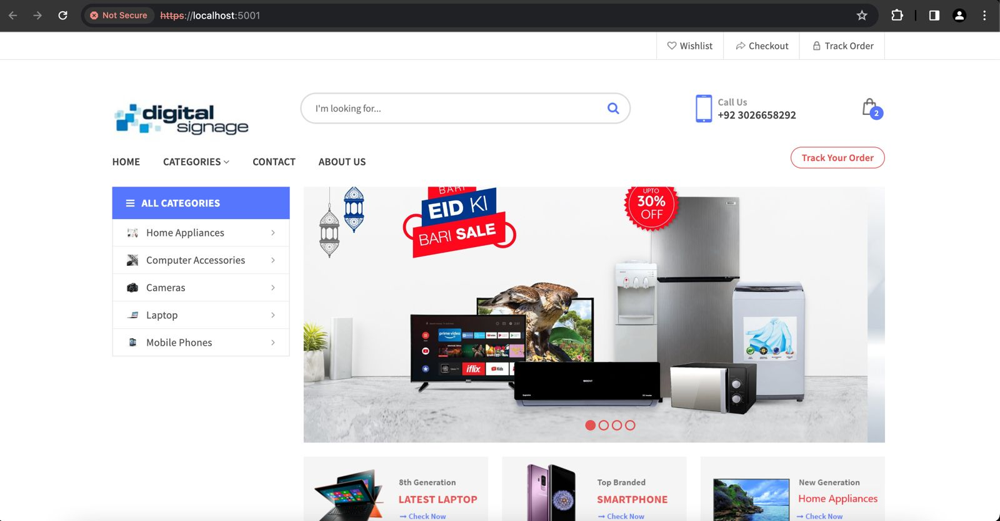 Not Secure https://localhost:5001
Wishlist Checkout Track Order
digital
signage
I'm looking for...
Call Us
+92 3026658292
2
HOME CATEGORIES CONTACT ABOUT US
Track Your Order
ALL CATEGORIES
Home Appliances
Computer Accessories
Cameras
Laptop
Mobile Phones
BARI
EID KI
BARI SALE
UPTO
30%
OFF
prime video
iflix
Kids
ORIENT
8th Generation
LATEST LAPTOP
Check Now
Top Branded
SMARTPHONE
Check Now
New Generation
Home Appliances
Check Now